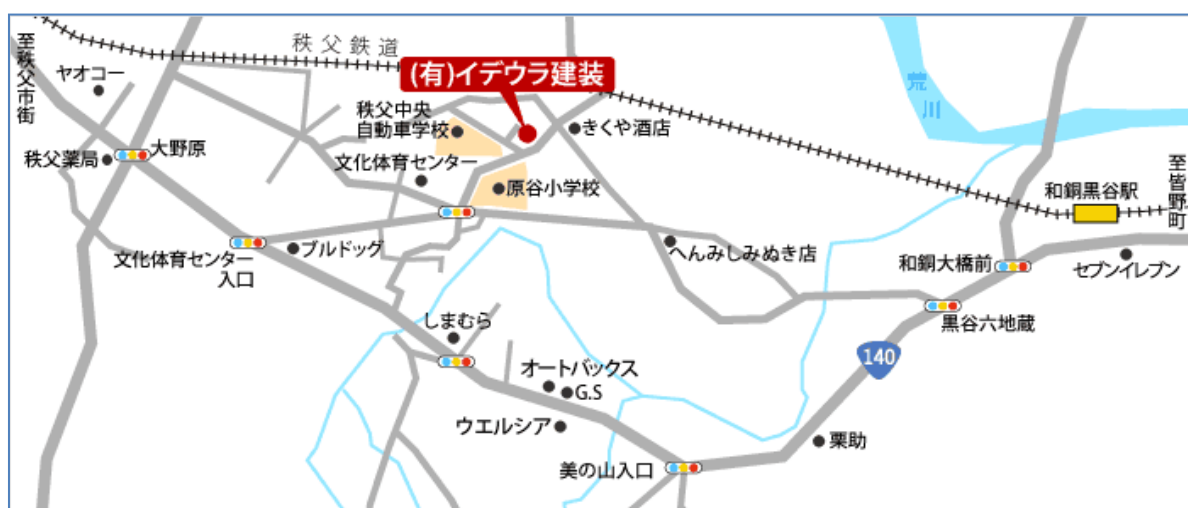 至秩父市街
ヤオコー
秩父鉄道
(有)イデウラ建装
荒川
秩父中央
自動車学校
きくや酒店
秩父薬局
大野原
文化体育センター
原谷小学校
至皆野町
和銅黒谷駅
文化体育センター
入口
ブルドッグ
へんみしみぬき店
和銅大橋前
セブンイレブン
しまむら
黒谷六地蔵
140
オートバックス
G.S
ウエルシア
栗助
美の山入口